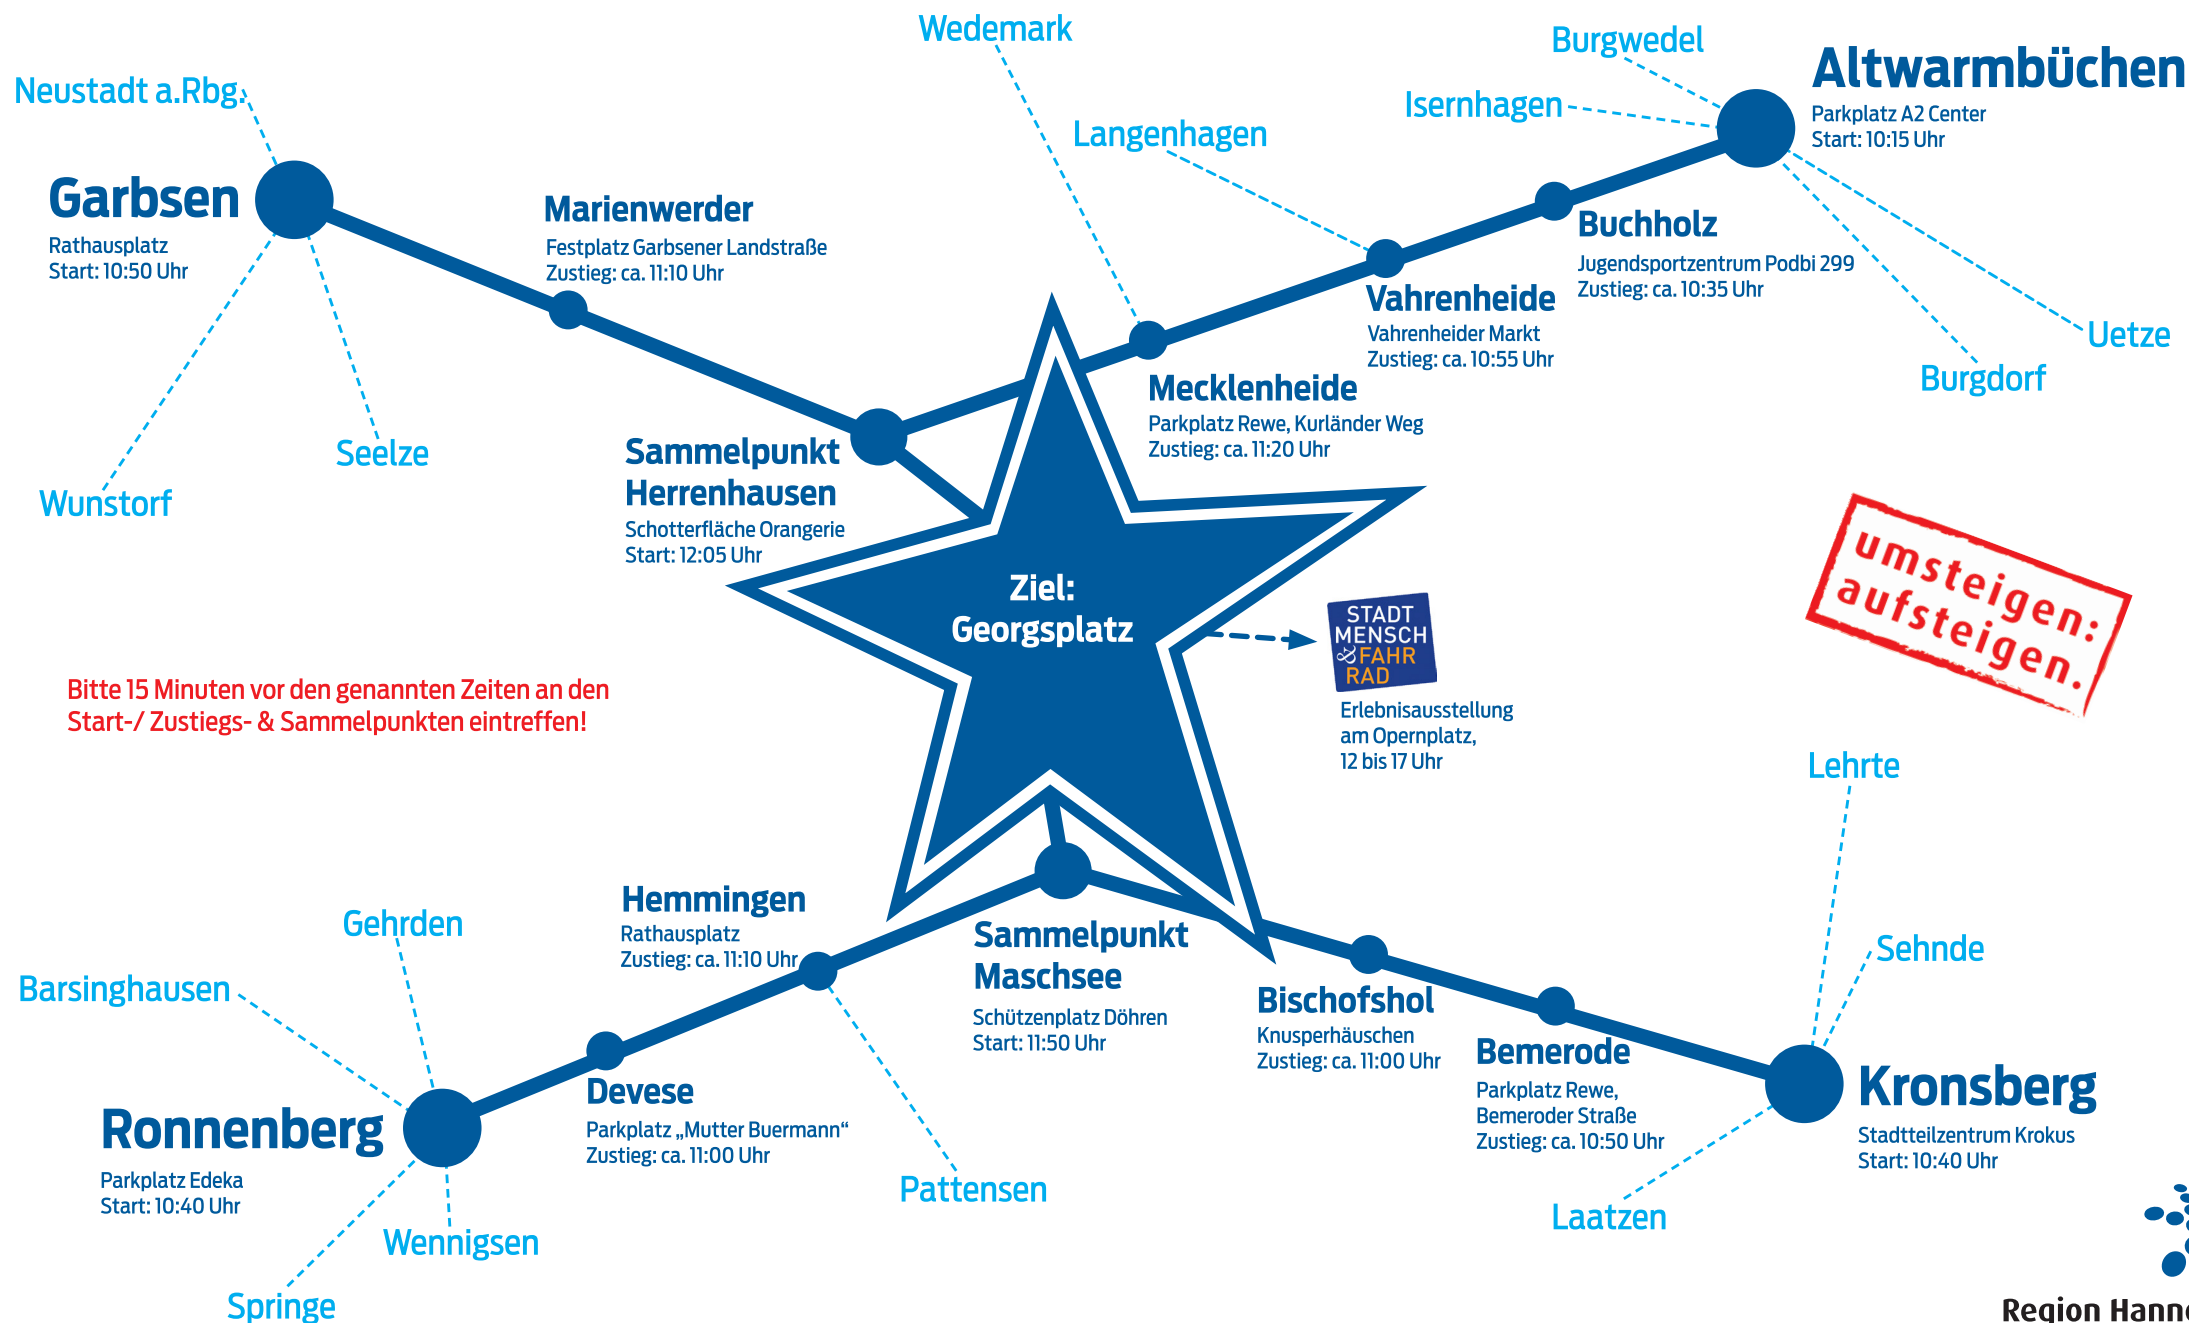 Wedemark
Burgwedel
Altwarmbüchen
Parkplatz A2 Center
Start: 10:15 Uhr
Isernhagen
Neustadt a.Rbg.
Langenhagen
Garbsen
Rathausplatz
Start: 10:50 Uhr
Marienwerder
Festplatz Garbsener Landstraße
Zustieg: ca. 11:10 Uhr
Buchholz
Jugendsportzentrum Podbi 299
Zustieg: ca. 10:35 Uhr
Vahrenheide
Vahrenheider Markt
Zustieg: ca. 10:55 Uhr
Uetze
Burgdorf
Mecklenheide
Parkplatz Rewe, Kurländer Weg
Zustieg: ca. 11:20 Uhr
Seelze
Wunstorf
Sammelpunkt
Herrenhausen
Schotterfläche Orangerie
Start: 12:05 Uhr
umsteigen:
aufsteigen.
Ziel:
Georgsplatz
STADT
MENSCH
&FAHR
RAD
Erlebnisausstellung
am Opernplatz,
12 bis 17 Uhr
Bitte 15 Minuten vor den genannten Zeiten an den
Start-/ Zustiegs- & Sammelpunkten eintreffen!
Lehrte
Sehnde
Hemmingen
Rathausplatz
Zustieg: ca. 11:10 Uhr
Gehrden
Barsinghausen
Sammelpunkt
Maschsee
Schützenplatz Döhren
Start: 11:50 Uhr
Bischofshol
Knusperhäuschen
Zustieg: ca. 11:00 Uhr
Bemerode
Parkplatz Rewe,
Bemeroder Straße
Zustieg: ca. 10:50 Uhr
Kronsberg
Stadtteilzentrum Krokus
Start: 10:40 Uhr
Devese
Parkplatz „Mutter Buermann“
Zustieg: ca. 11:00 Uhr
Ronnenberg
Parkplatz Edeka
Start: 10:40 Uhr
Pattensen
Laatzen
Wennigsen
Springe
Region Hann